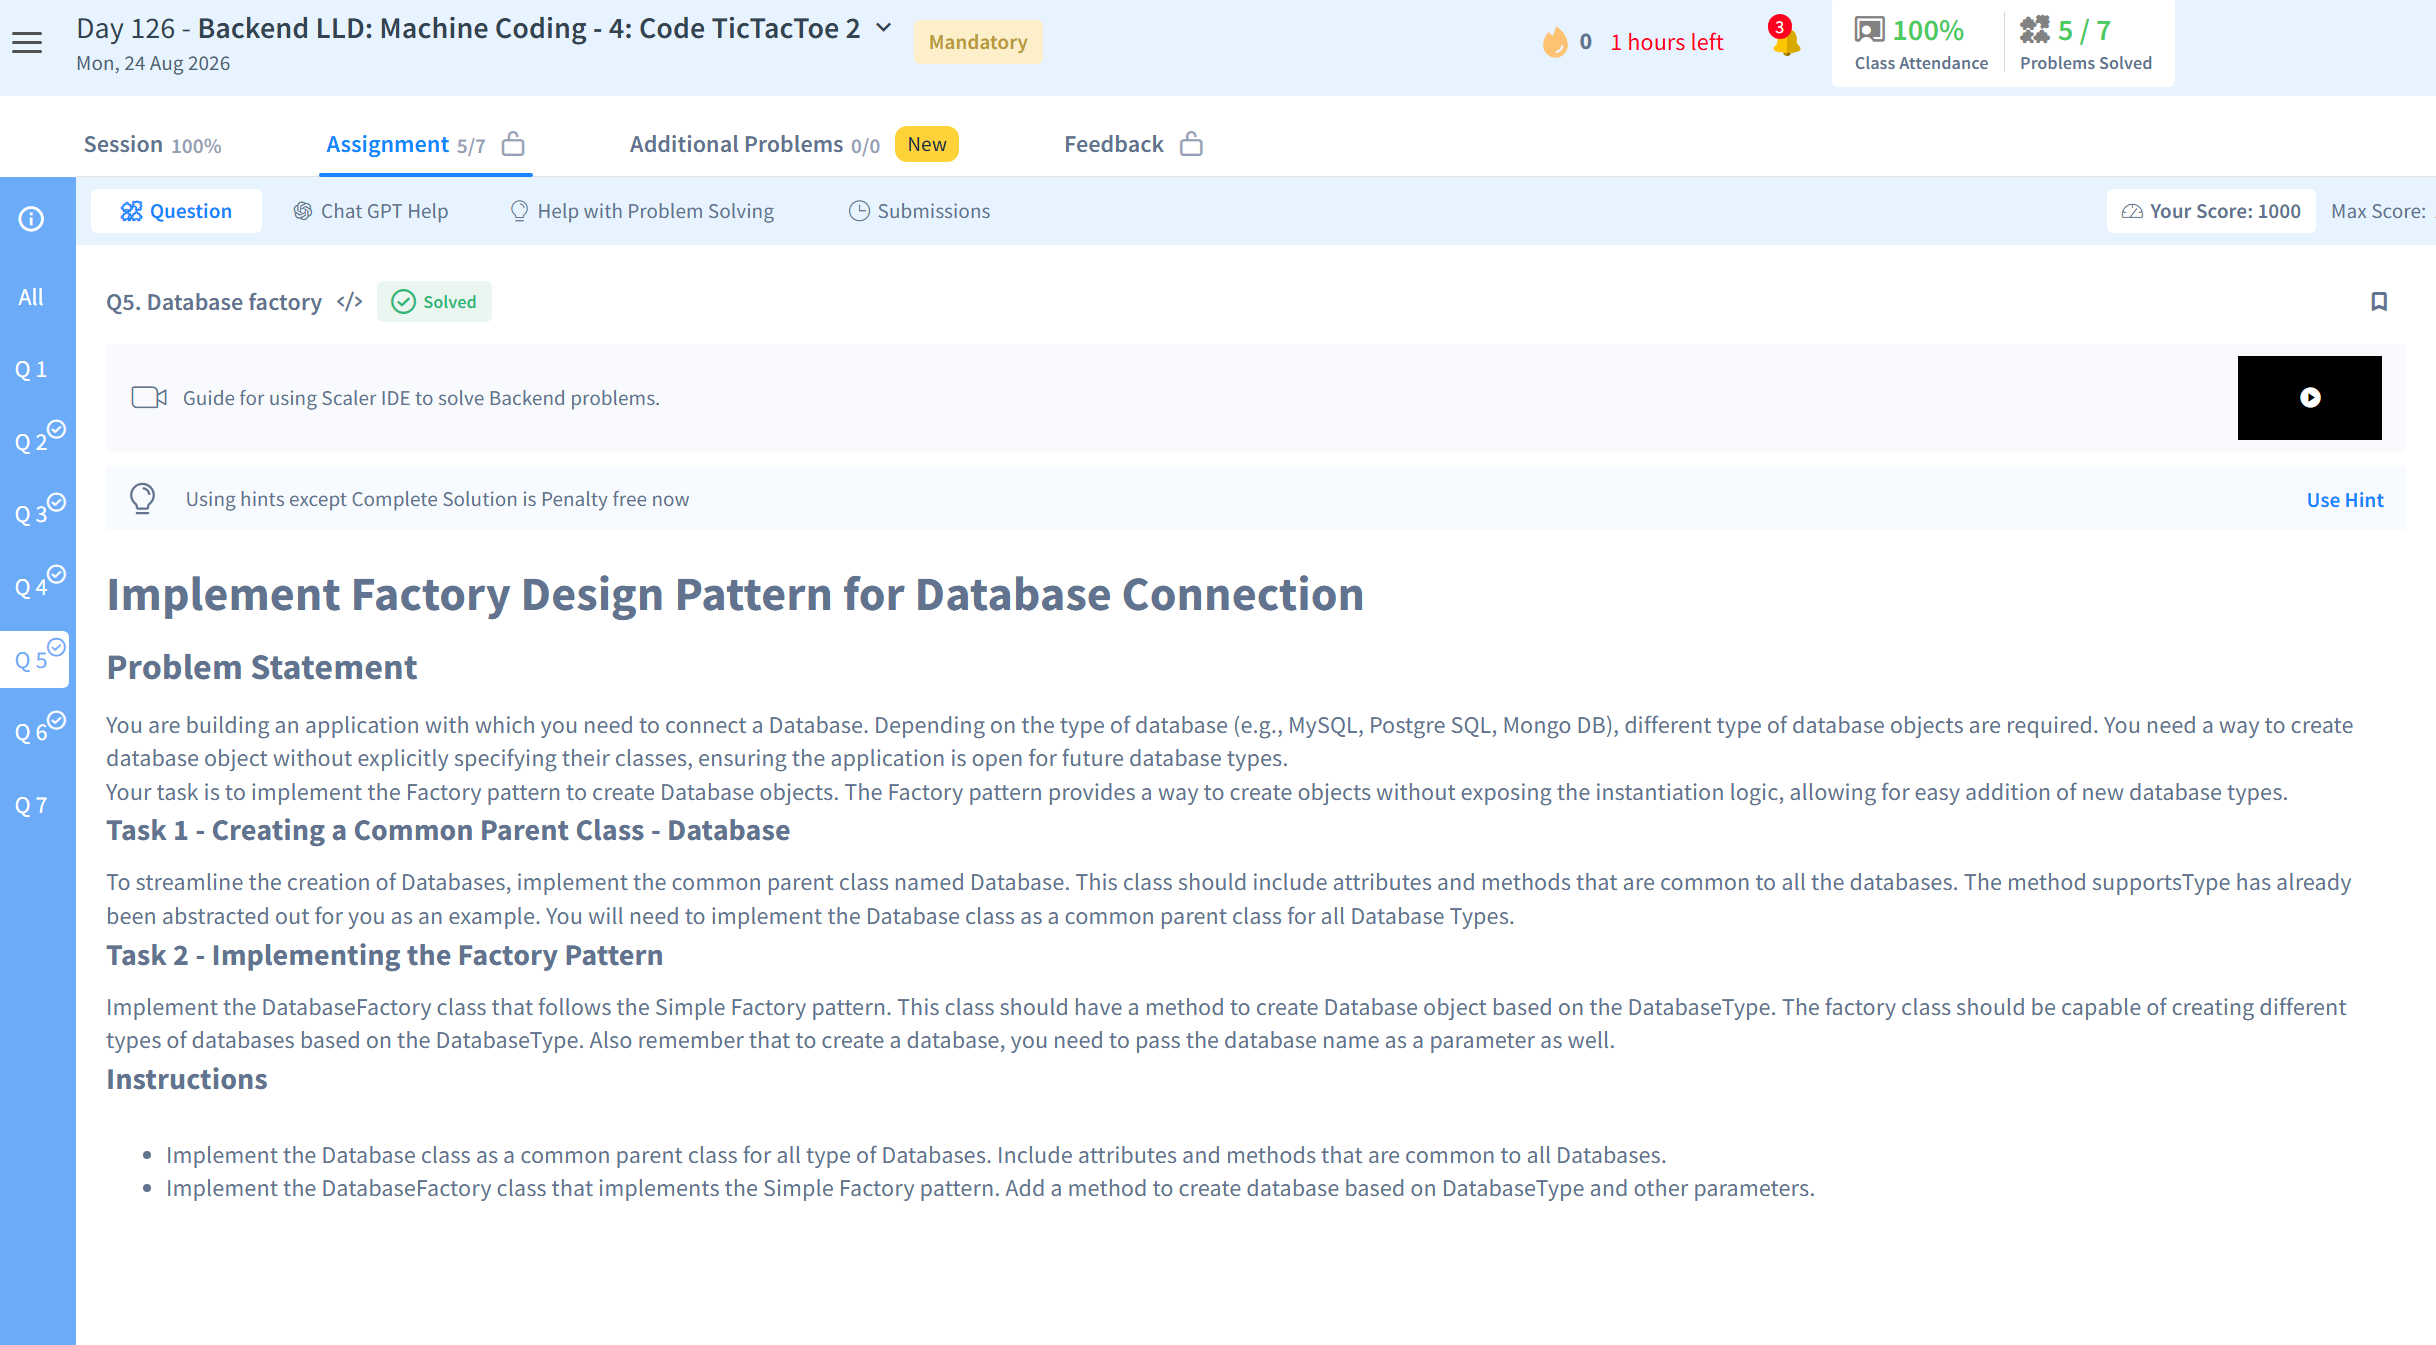 Day 126 - Backend LLD: Machine Coding - 4: Code TicTacToe 2
Mandatory
Mon, 24 Aug 2026
0
1 hours left
3
100%
Class Attendance
5 / 7
Problems Solved
Session 100%
Assignment 5/7
Additional Problems 0/0
New
Feedback
Question
Chat GPT Help
Help with Problem Solving
Submissions
Your Score: 1000
Max Score:
All
Q 1
Q 2
Q 3
Q 4
Q 5
Q 6
Q 7
Q5. Database factory </>
Solved
Guide for using Scaler IDE to solve Backend problems.
Using hints except Complete Solution is Penalty free now
Use Hint
Implement Factory Design Pattern for Database Connection
Problem Statement
You are building an application with which you need to connect a Database. Depending on the type of database (e.g., MySQL, Postgre SQL, Mongo DB), different type of database objects are required. You need a way to create
database object without explicitly specifying their classes, ensuring the application is open for future database types.
Your task is to implement the Factory pattern to create Database objects. The Factory pattern provides a way to create objects without exposing the instantiation logic, allowing for easy addition of new database types.
Task 1 - Creating a Common Parent Class - Database
To streamline the creation of Databases, implement the common parent class named Database. This class should include attributes and methods that are common to all the databases. The method supportsType has already
been abstracted out for you as an example. You will need to implement the Database class as a common parent class for all Database Types.
Task 2 - Implementing the Factory Pattern
Implement the DatabaseFactory class that follows the Simple Factory pattern. This class should have a method to create Database object based on the DatabaseType. The factory class should be capable of creating different
types of databases based on the DatabaseType. Also remember that to create a database, you need to pass the database name as a parameter as well.
Instructions
• Implement the Database class as a common parent class for all type of Databases. Include attributes and methods that are common to all Databases.
• Implement the DatabaseFactory class that implements the Simple Factory pattern. Add a method to create database based on DatabaseType and other parameters.